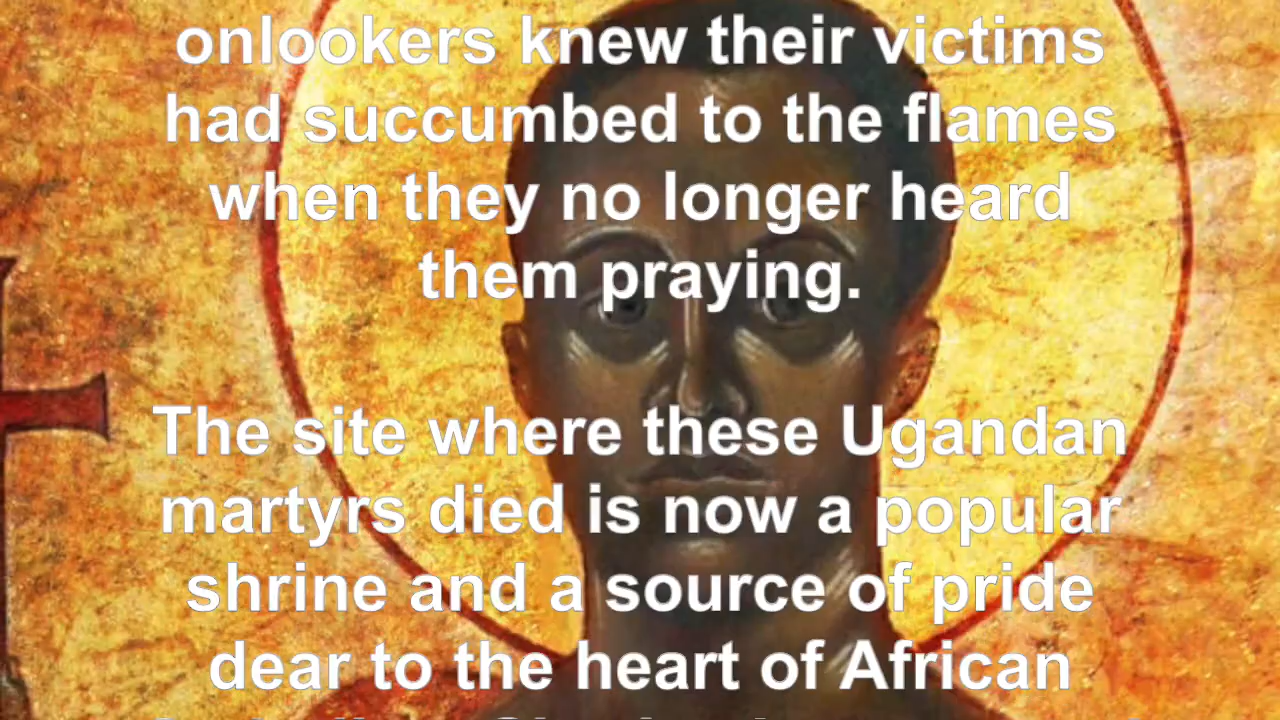 onlookers knew their victims
had succumbed to the flames
when they no longer heard
them praying.
The site where these Ugandan
martyrs died is now a popular
shrine and a source of pride
dear to the heart of African